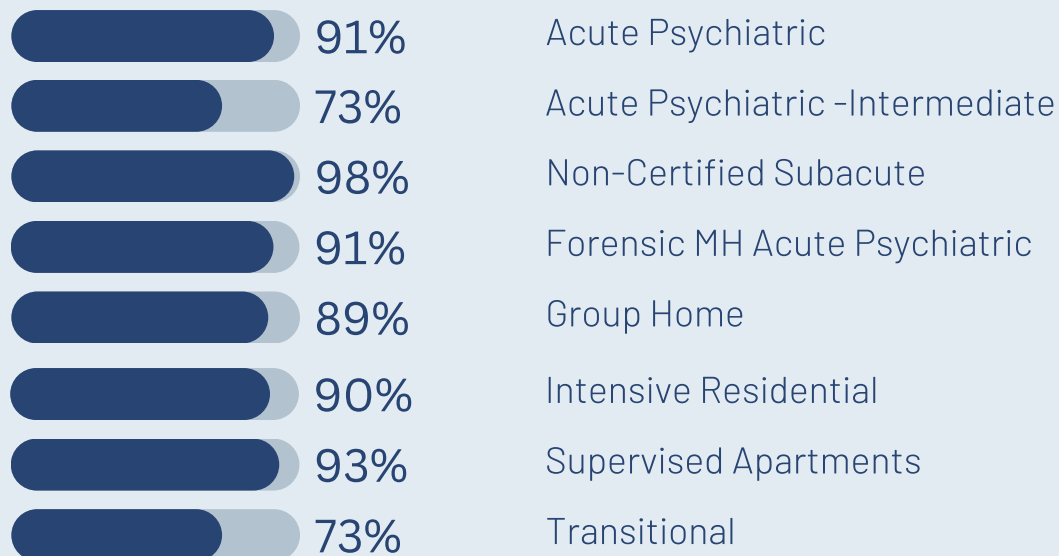 91% Acute Psychiatric
73% Acute Psychiatric -Intermediate
98% Non-Certified Subacute
91% Forensic MH Acute Psychiatric
89% Group Home
90% Intensive Residential
93% Supervised Apartments
73% Transitional